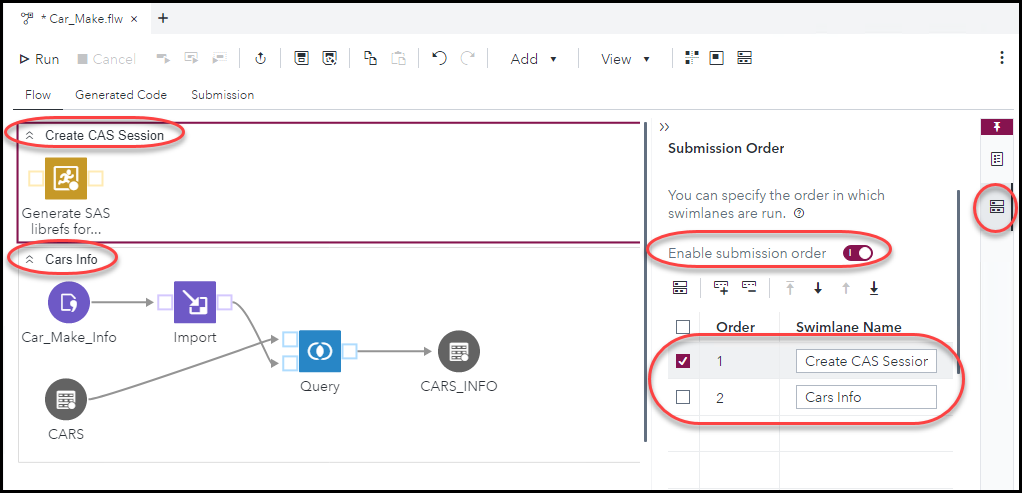 * Car_Make.flw
Run
Cancel
Add
View
Flow
Generated Code
Submission
Create CAS Session
Generate SAS
librefs for...
Cars Info
Car_Make_Info
Import
Query
CARS_INFO
CARS
Submission Order
You can specify the order in which
swimlanes are run.
Enable submission order
Order
Swimlane Name
1
Create CAS Session
2
Cars Info